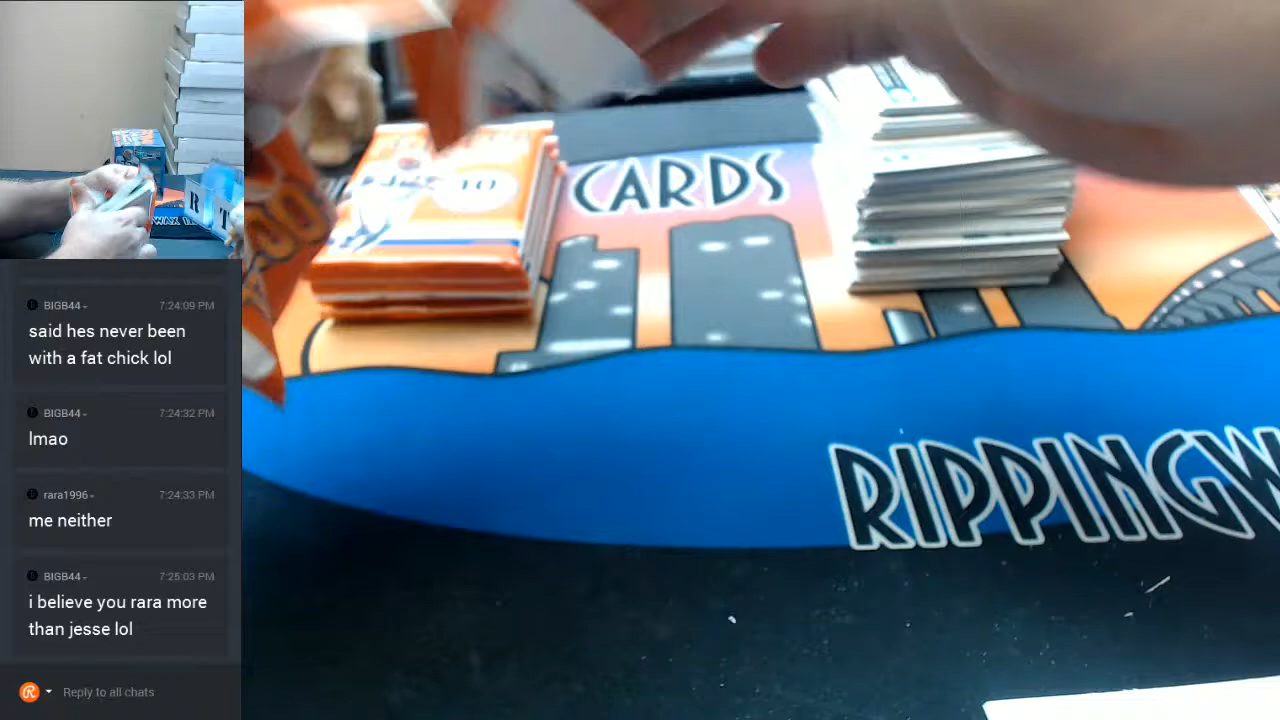 BIGB44
7:24:09 PM
said hes never been
with a fat chick lol
BIGB44
7:24:32 PM
lmao
rara1996
7:24:33 PM
me neither
BIGB44
7:25:03 PM
i believe you rara more
than jesse lol
Reply to all chats
CARDS
10
RIPPINGW
R T